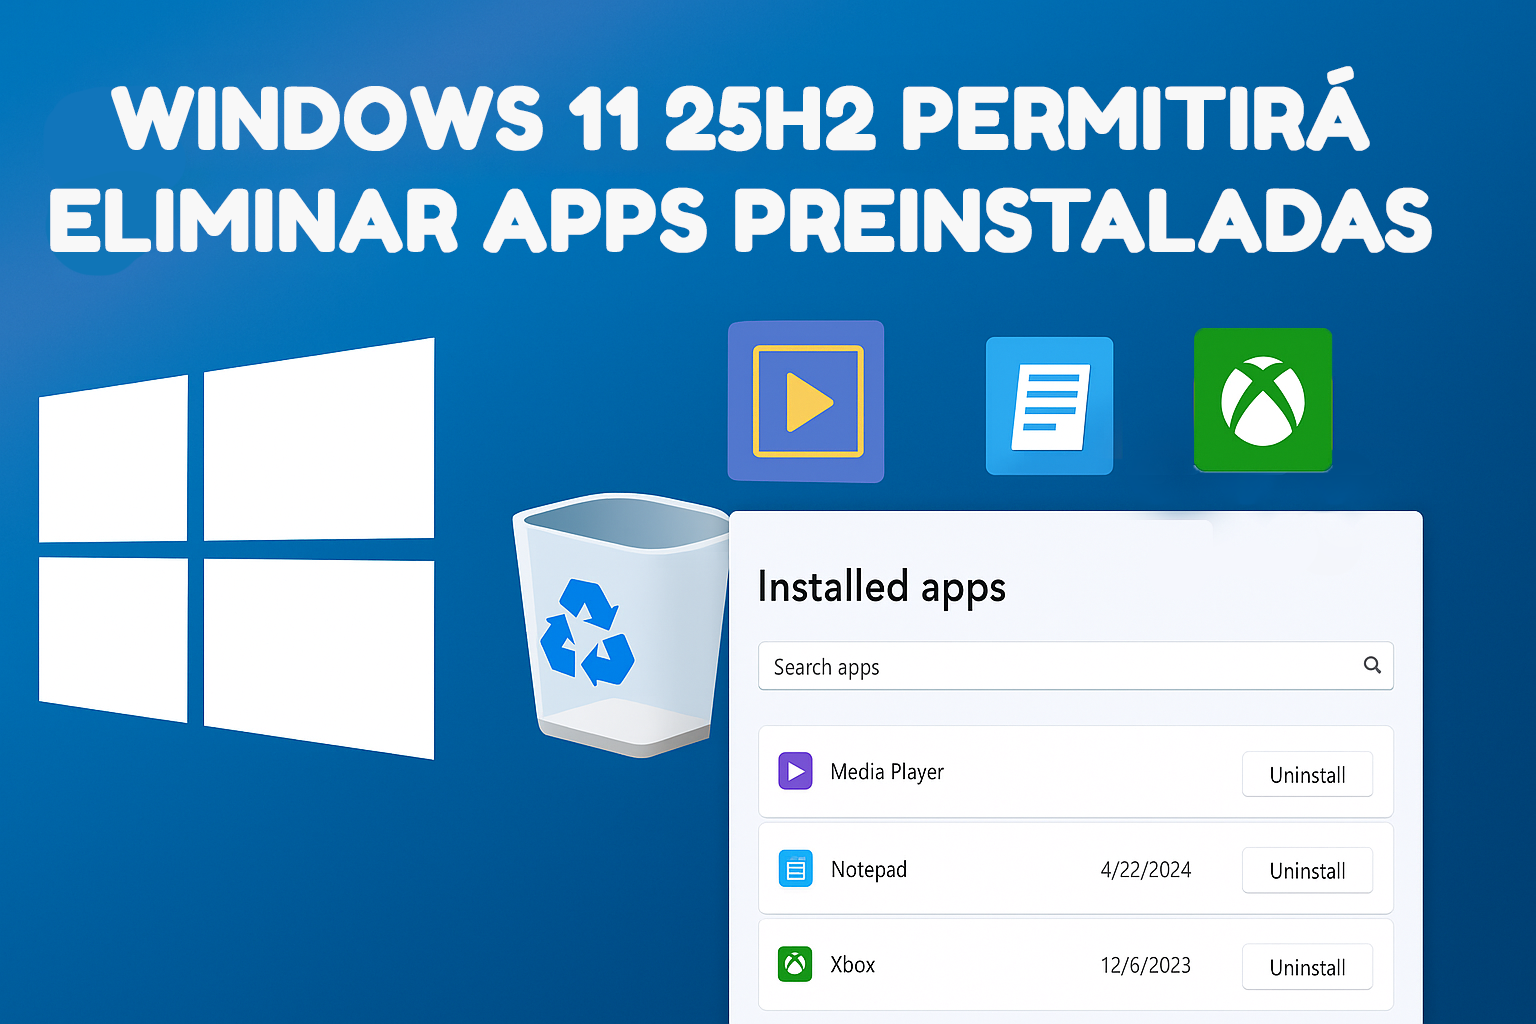 WINDOWS 11 25H2 PERMITIRÁ
ELIMINAR APPS PREINSTALADAS
Installed apps
Search apps
Media Player Uninstall
Notepad 4/22/2024 Uninstall
Xbox 12/6/2023 Uninstall